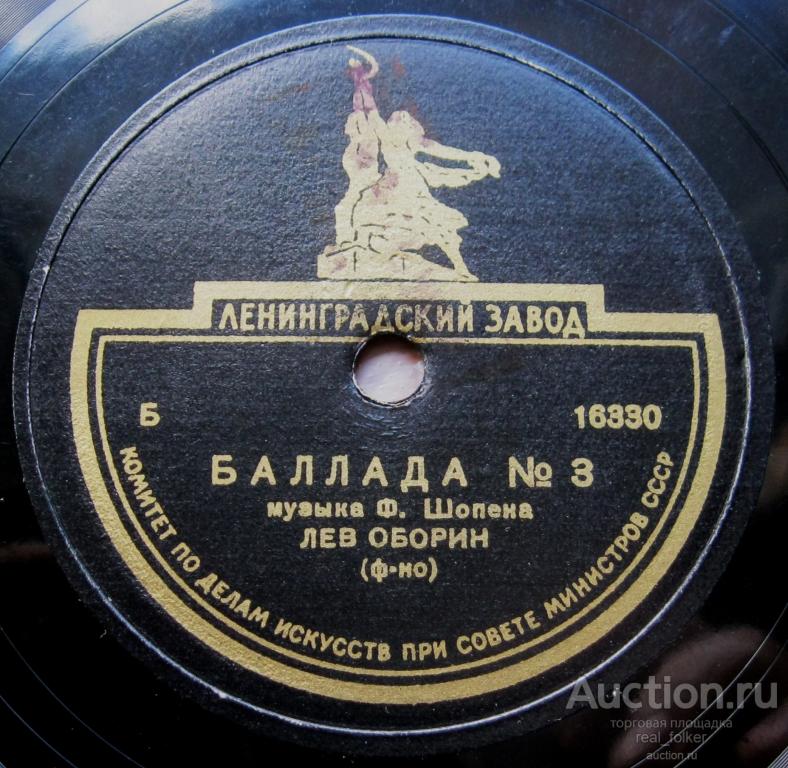 ЛЕНИНГРАДСКИЙ ЗАВОД
Б 16330
БАЛЛАДА № 3
музыка Ф. Шопена
ЛЕВ ОБОРИН
(ф-но)
КОМИТЕТ ПО ДЕЛАМ ИСКУССТВ ПРИ СОВЕТЕ МИНИСТРОВ СССР
Auction.ru
торговая площадка
real_folker
auction.ru